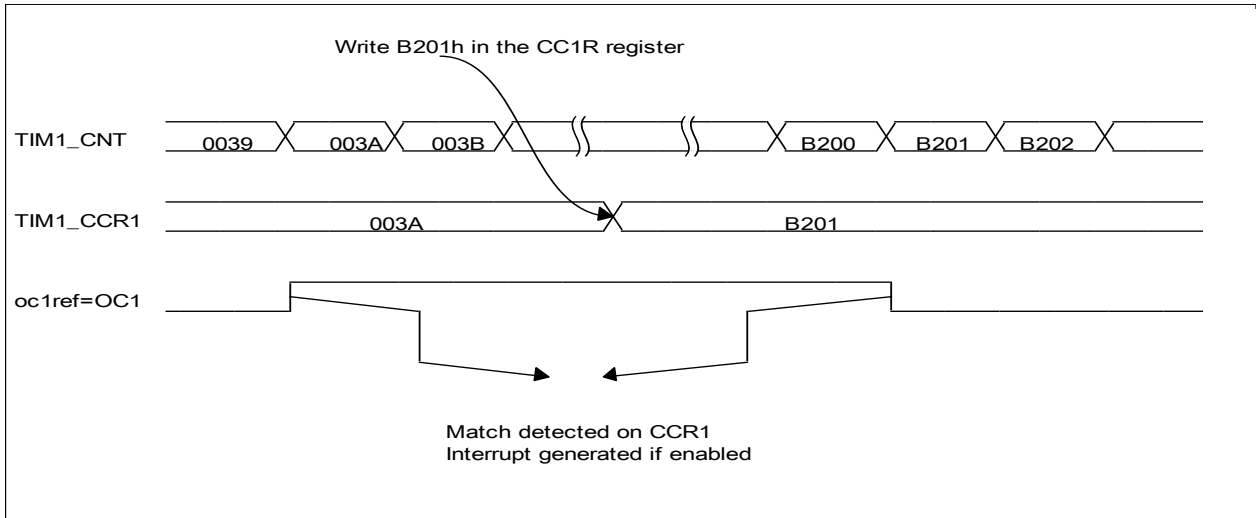 Write B201h in the CC1R register
TIM1_CNT 0039 003A 003B B200 B201 B202
TIM1_CCR1 003A B201
oc1ref=OC1
Match detected on CCR1
Interrupt generated if enabled